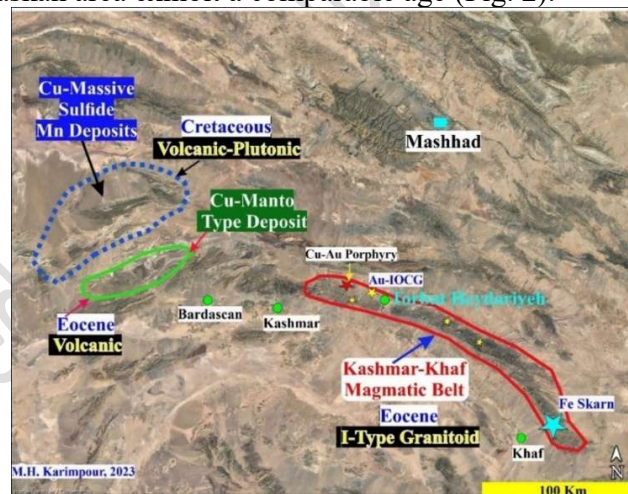 Cu-Massive
Sulfide
Mn Deposits
Cretaceous
Volcanic-Plutonic
Mashhad
Cu-Manto
Type Deposit
Cu-Au Porphyry
Au-IOCG
Torbat Heydariyeh
Bardascan
Kashmar
Eocene
Volcanic
Kashmar-Khaf
Magmatic Belt
Eocene
I-Type Granitoid
Fe Skarn
Khaf
M.H. Karimpour, 2023
N
100 Km